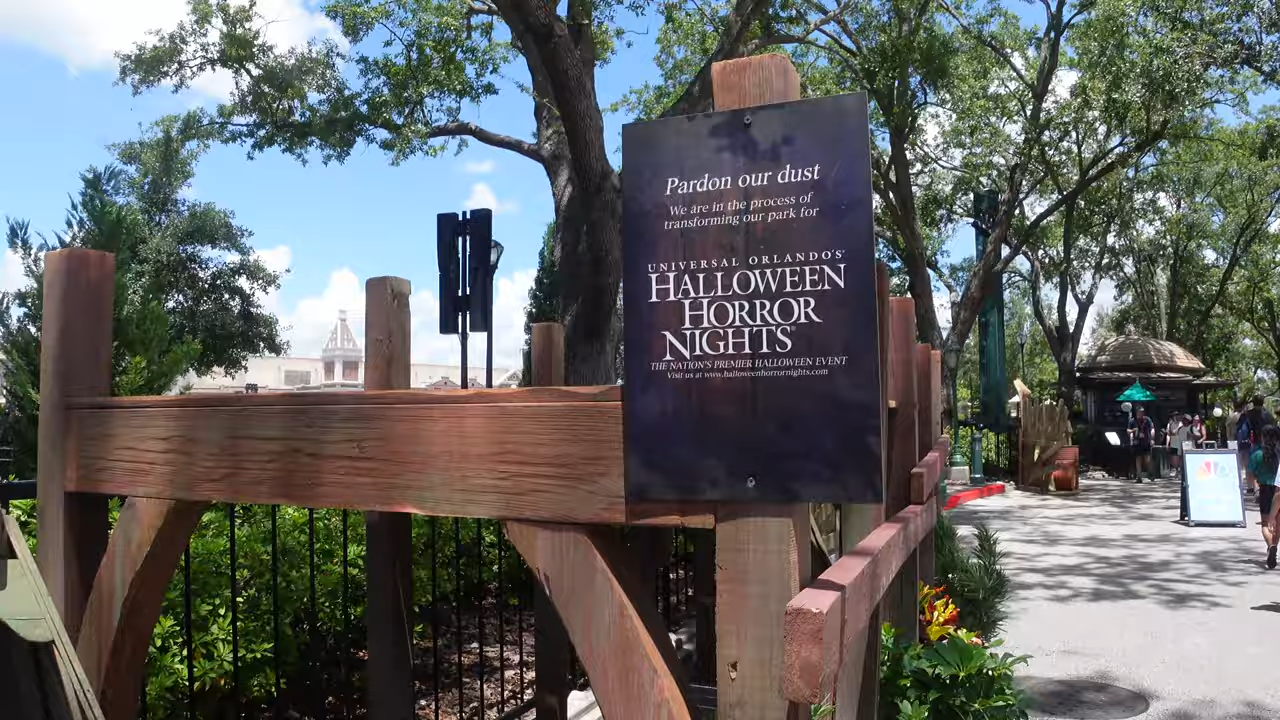 Pardon our dust
We are in the process of
transforming our park for
UNIVERSAL ORLANDO'S®
HALLOWEEN
HORROR
NIGHTS®
THE NATION'S PREMIER HALLOWEEN EVENT
Visit us at www.halloweenhorrornights.com